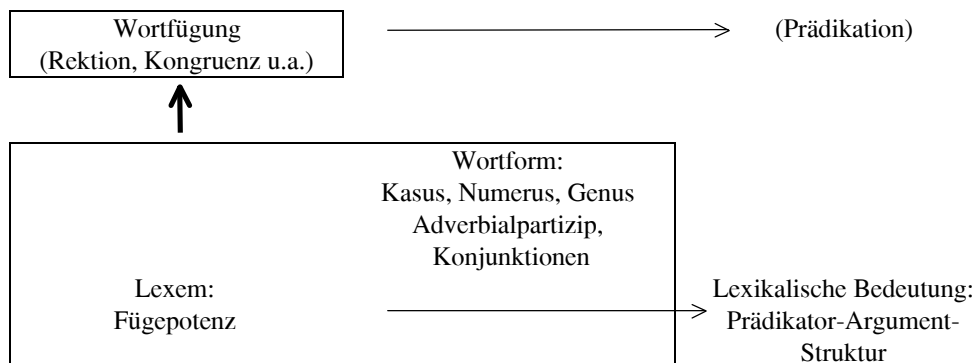 Wortfügung
(Rektion, Kongruenz u.a.)
(Prädikation)
Wortform:
Kasus, Numerus, Genus
Adverbialpartizip,
Konjunktionen
Lexem:
Fügepotenz
Lexikalische Bedeutung:
Prädikator-Argument-
Struktur